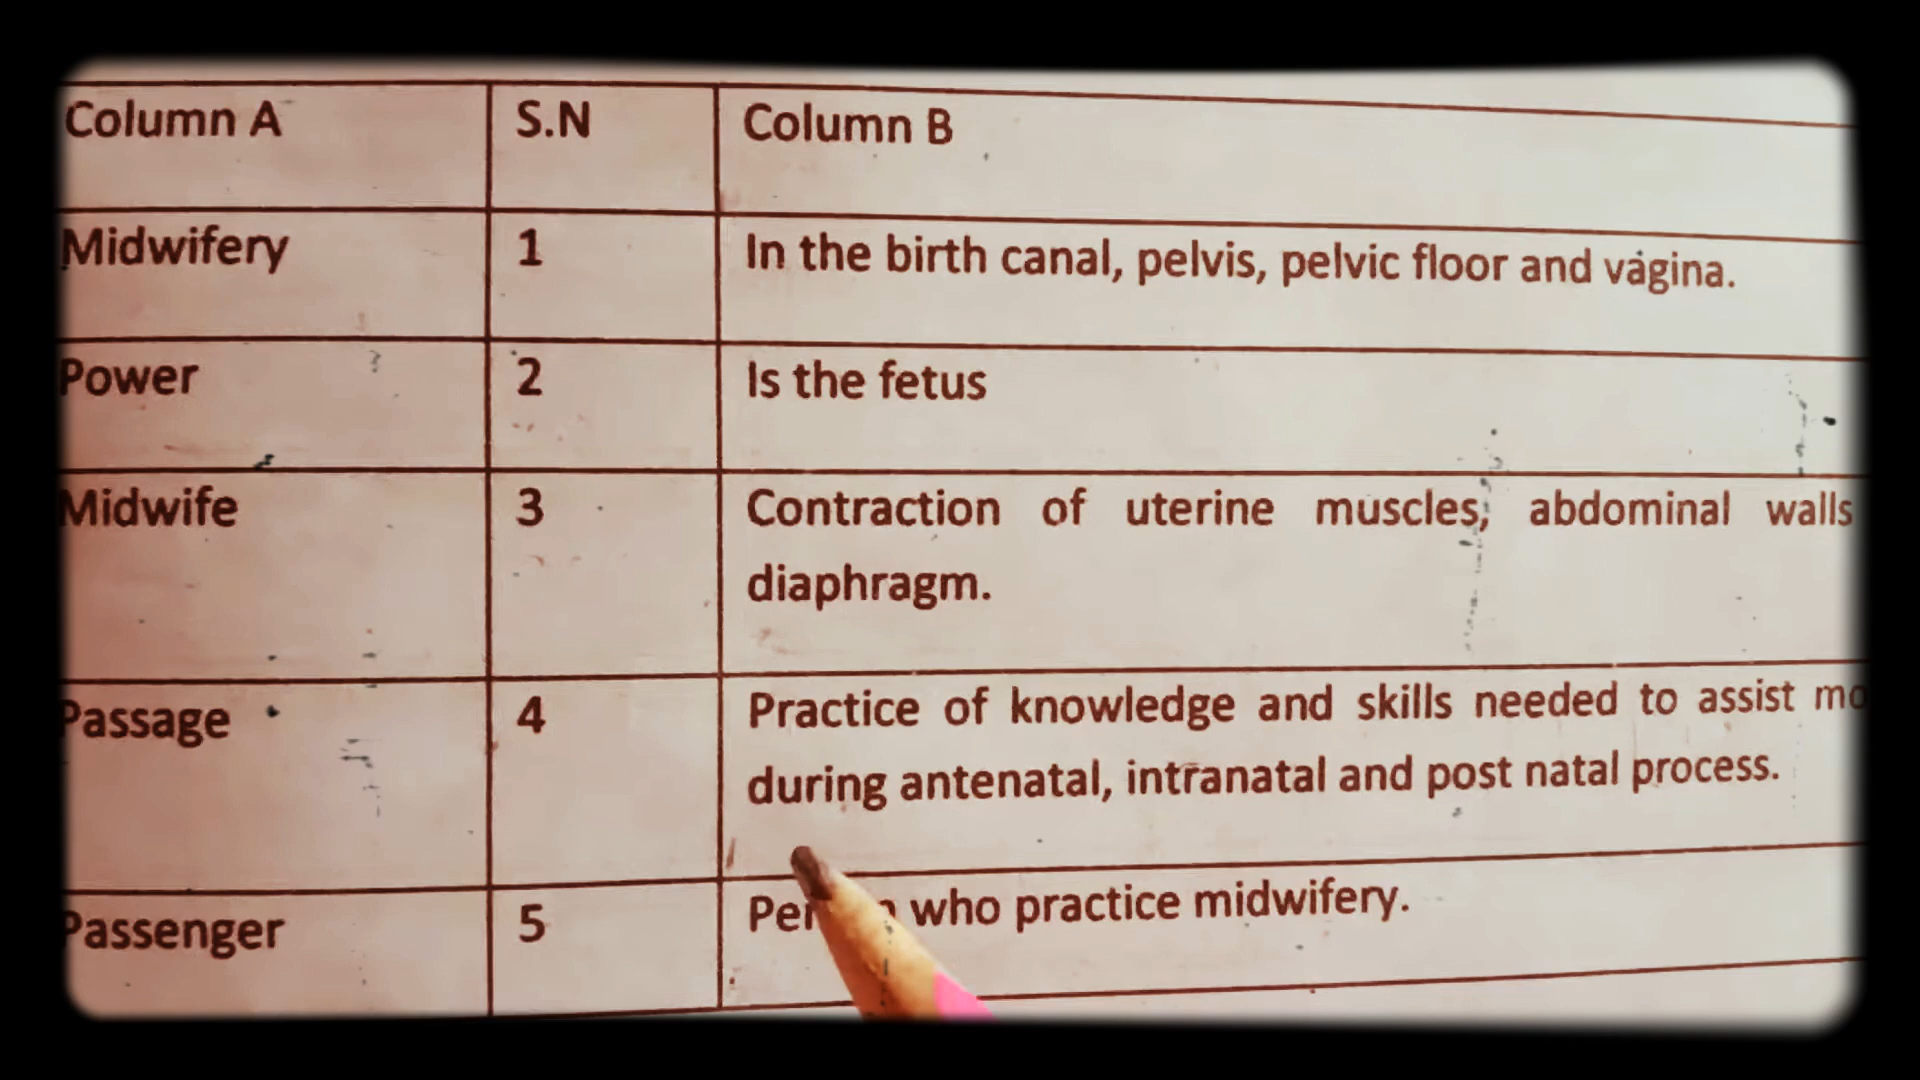 Column A S.N Column B
Midwifery 1 In the birth canal, pelvis, pelvic floor and vagina.
Power 2 Is the fetus
Midwife 3 Contraction of uterine muscles, abdominal walls
diaphragm.
Passage 4 Practice of knowledge and skills needed to assist
during antenatal, intranatal and post natal process.
Passenger 5 who practice midwifery.